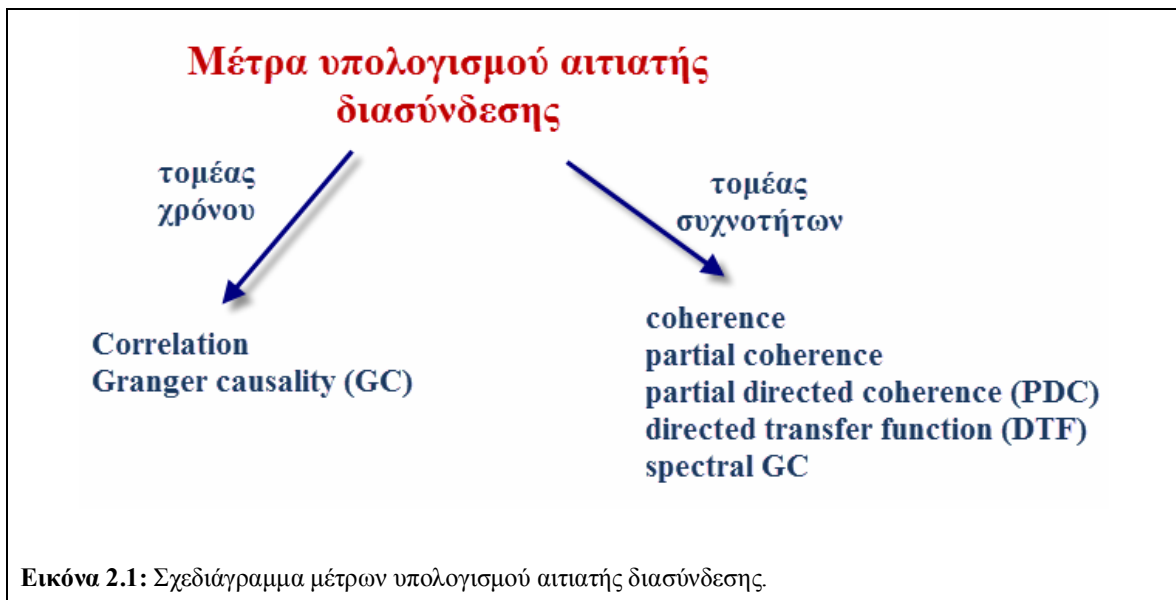 Μέτρα υπολογισμού αιτιατής
διασύνδεσης
τομέας
χρόνου
τομέας
συχνοτήτων
Correlation
Granger causality (GC)
coherence
partial coherence
partial directed coherence (PDC)
directed transfer function (DTF)
spectral GC
Εικόνα 2.1: Σχεδιάγραμμα μέτρων υπολογισμού αιτιατής διασύνδεσης.